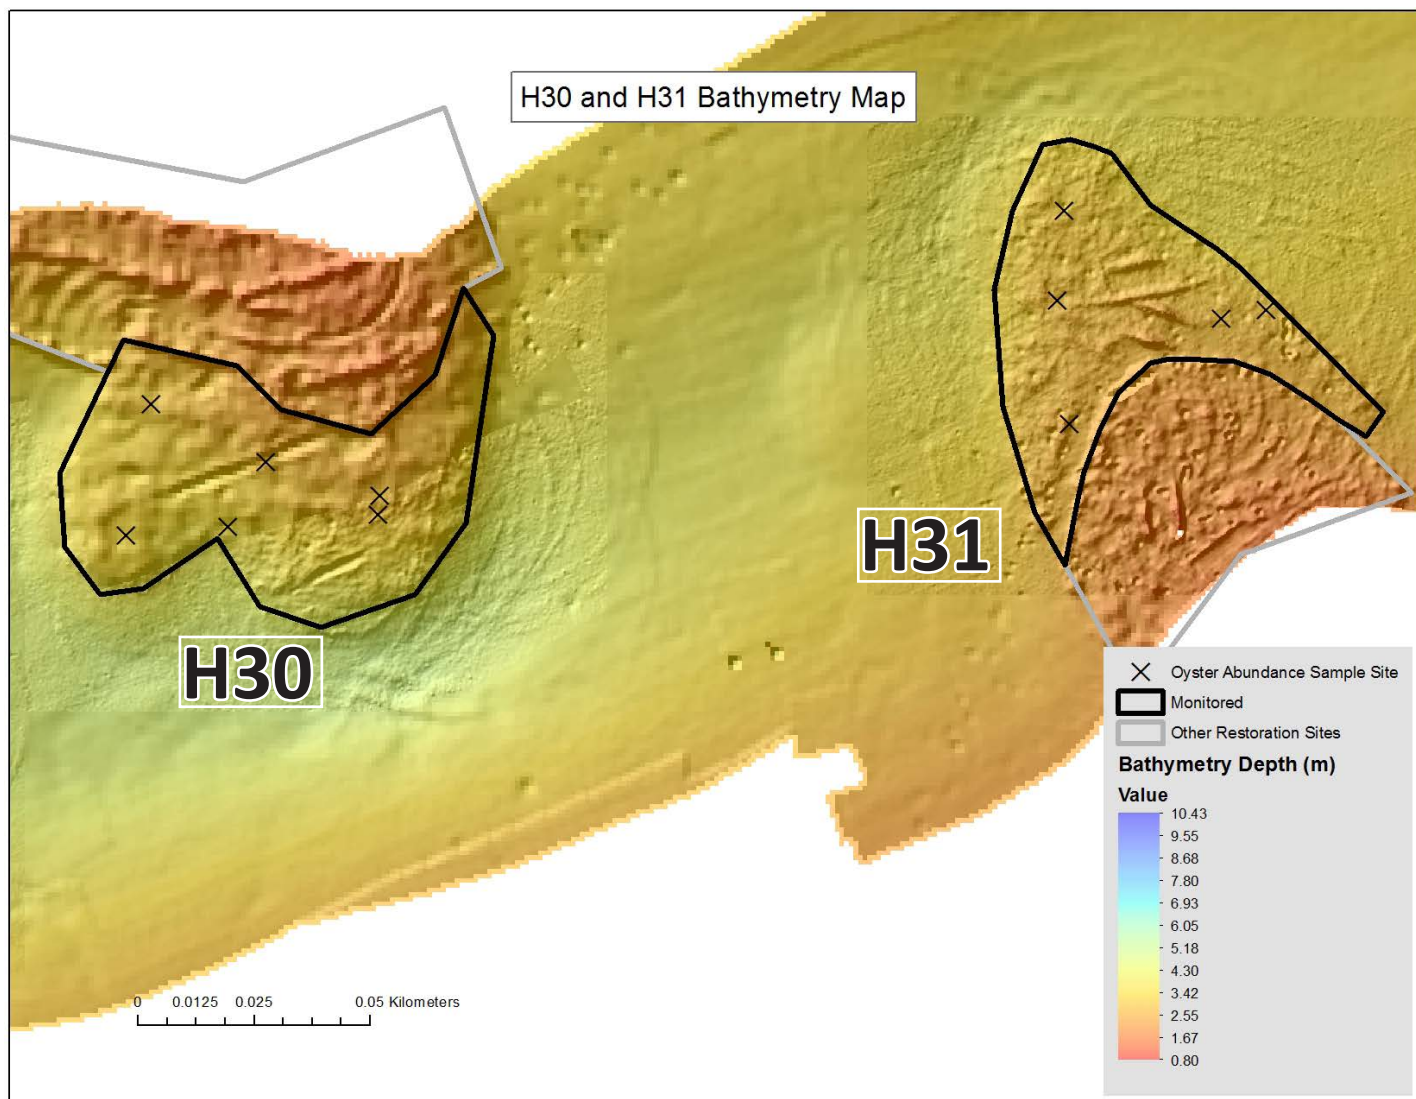 H30 and H31 Bathymetry Map
H31
H30
Oyster Abundance Sample Site
Monitored
Other Restoration Sites
Bathymetry Depth (m)
Value
10.43
9.55
8.68
7.80
6.93
6.05
5.18
4.30
3.42
2.55
1.67
0.80
0 0.0125 0.025 0.05 Kilometers